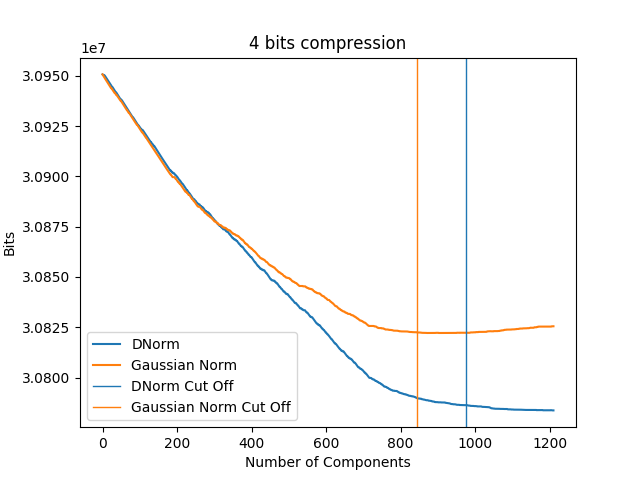 4 bits compression
1e7
3.0950
3.0925
3.0900
3.0875
3.0850
3.0825
3.0800
Bits
DNorm
Gaussian Norm
DNorm Cut Off
Gaussian Norm Cut Off
0 200 400 600 800 1000 1200
Number of Components